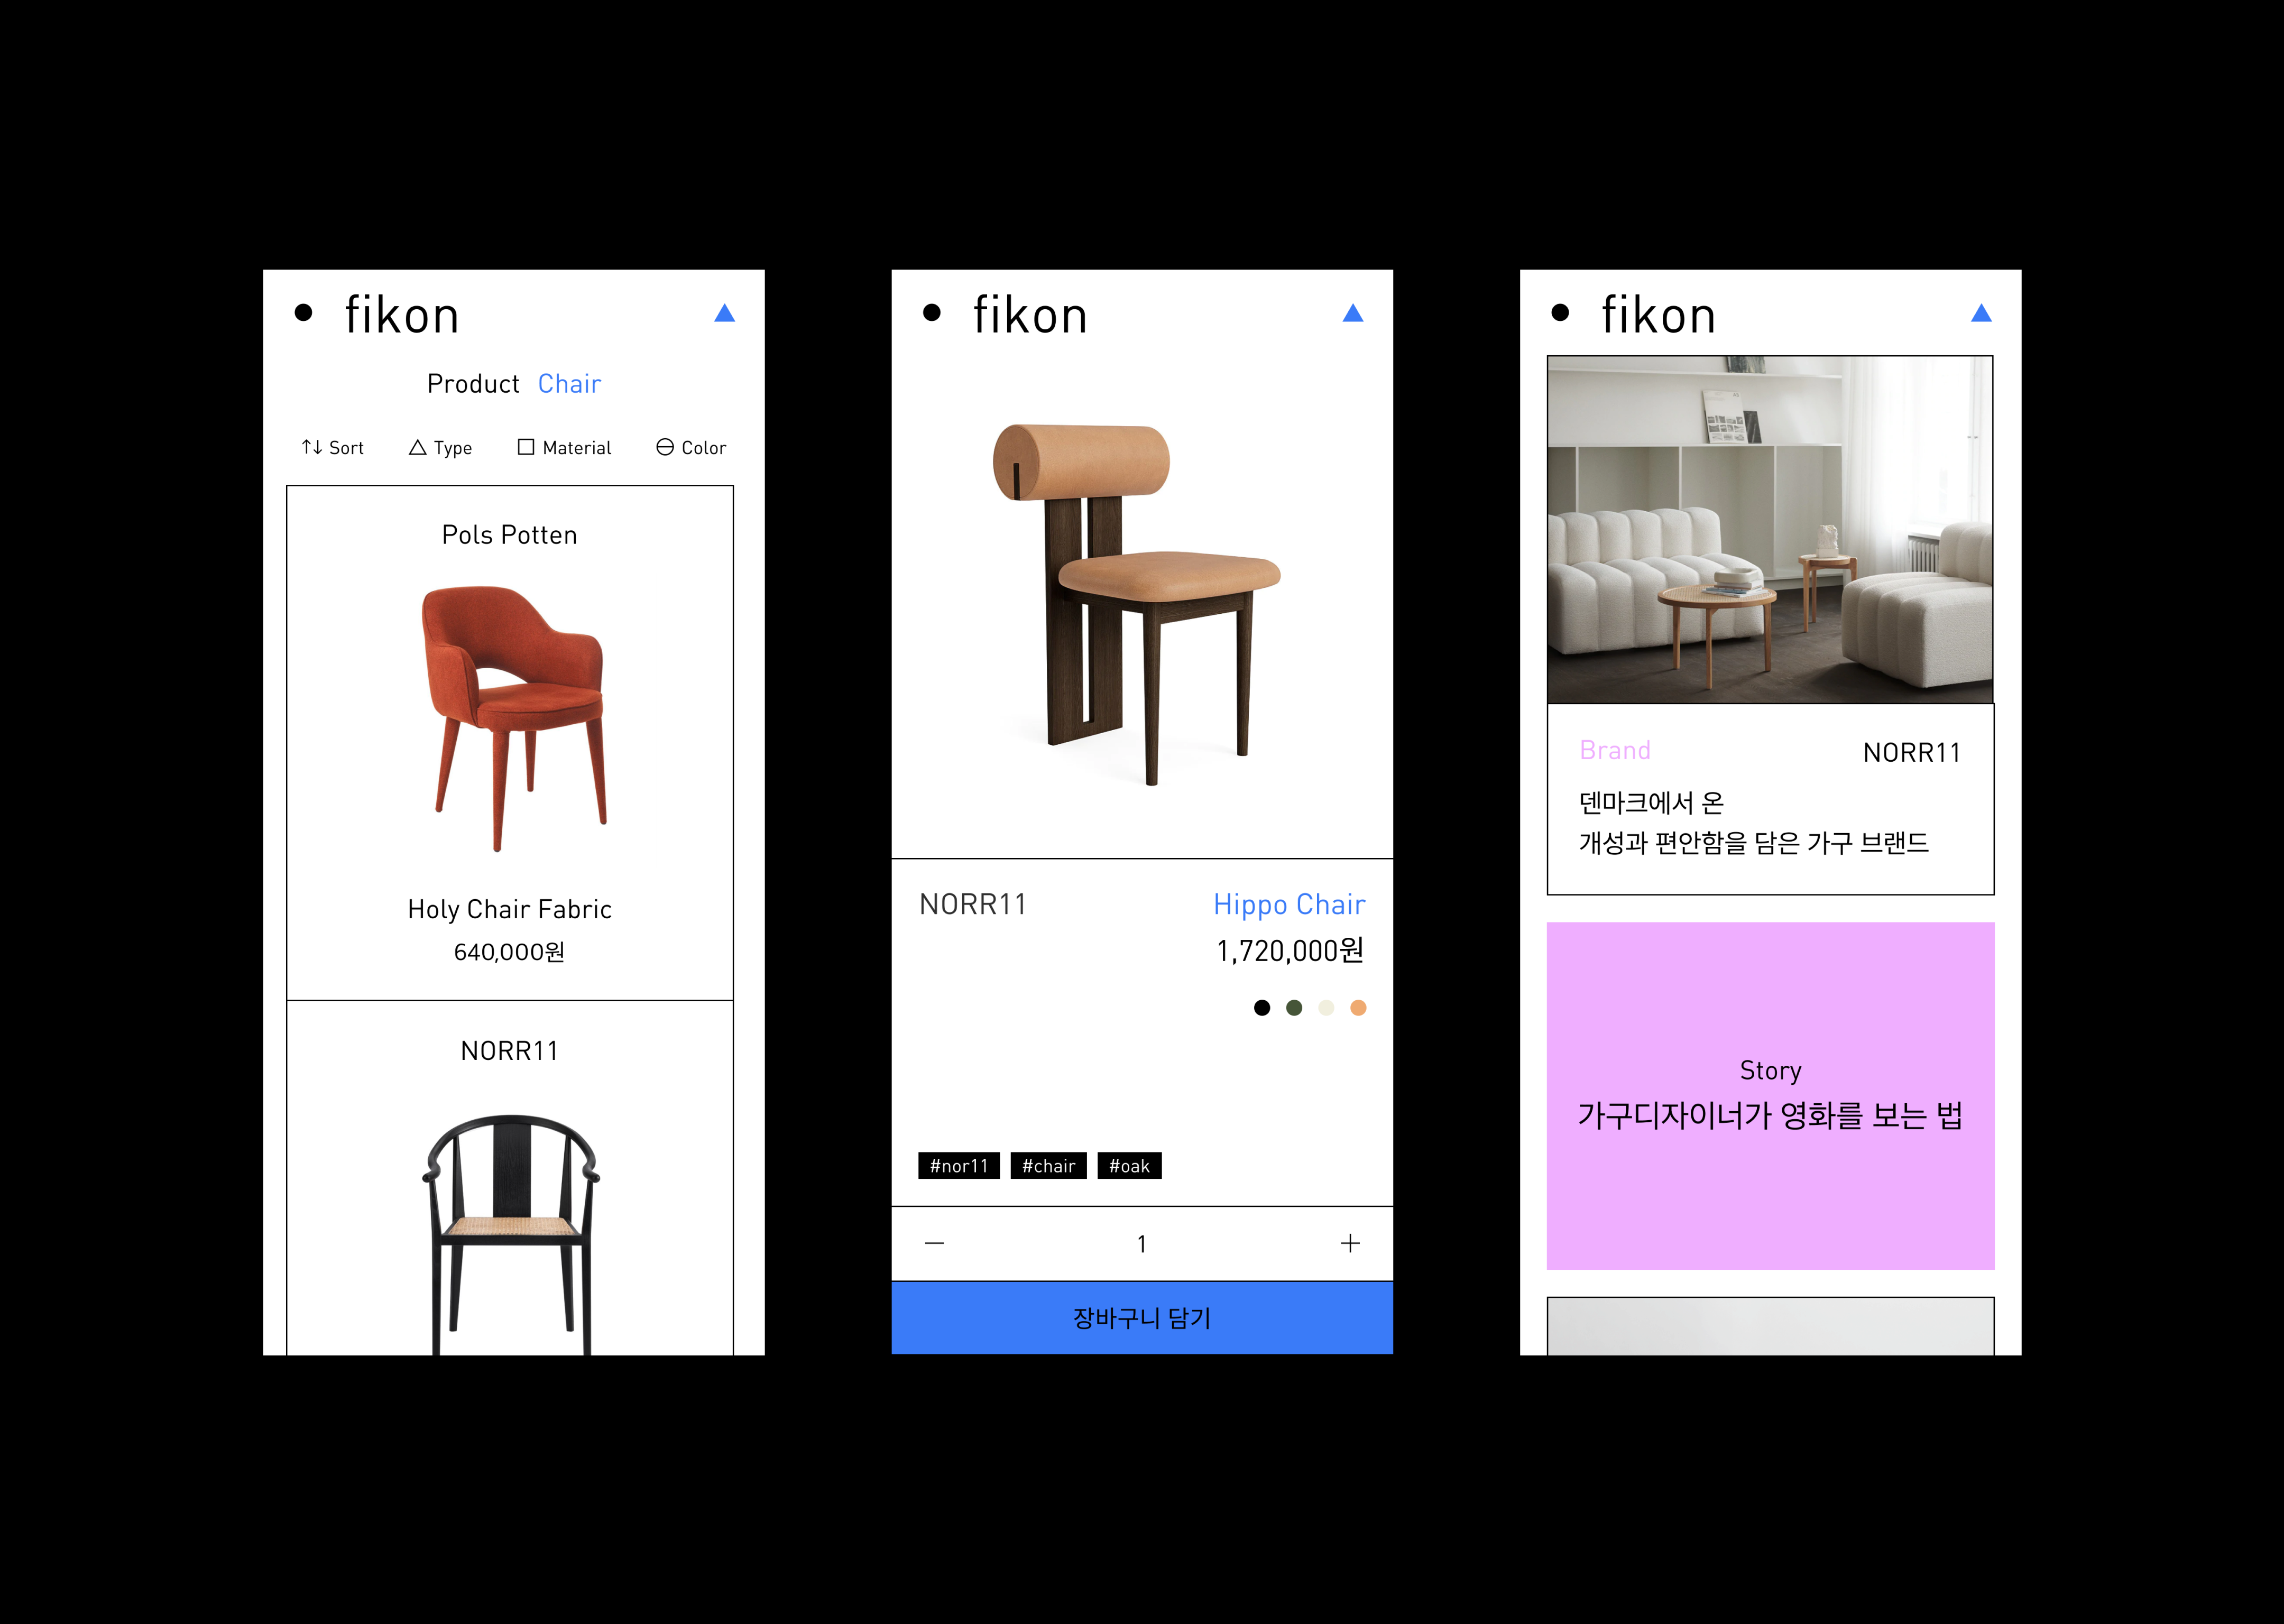 fikon
Product Chair
Sort Type Material Color
Pols Potten
Holy Chair Fabric
640,000원
NORR11
fikon
NORR11 Hippo Chair
1,720,000원
#nor11 #chair #oak
— 1 +
장바구니 담기
fikon
Brand NORR11
덴마크에서 온
개성과 편안함을 담은 가구 브랜드
Story
가구디자이너가 영화를 보는 법